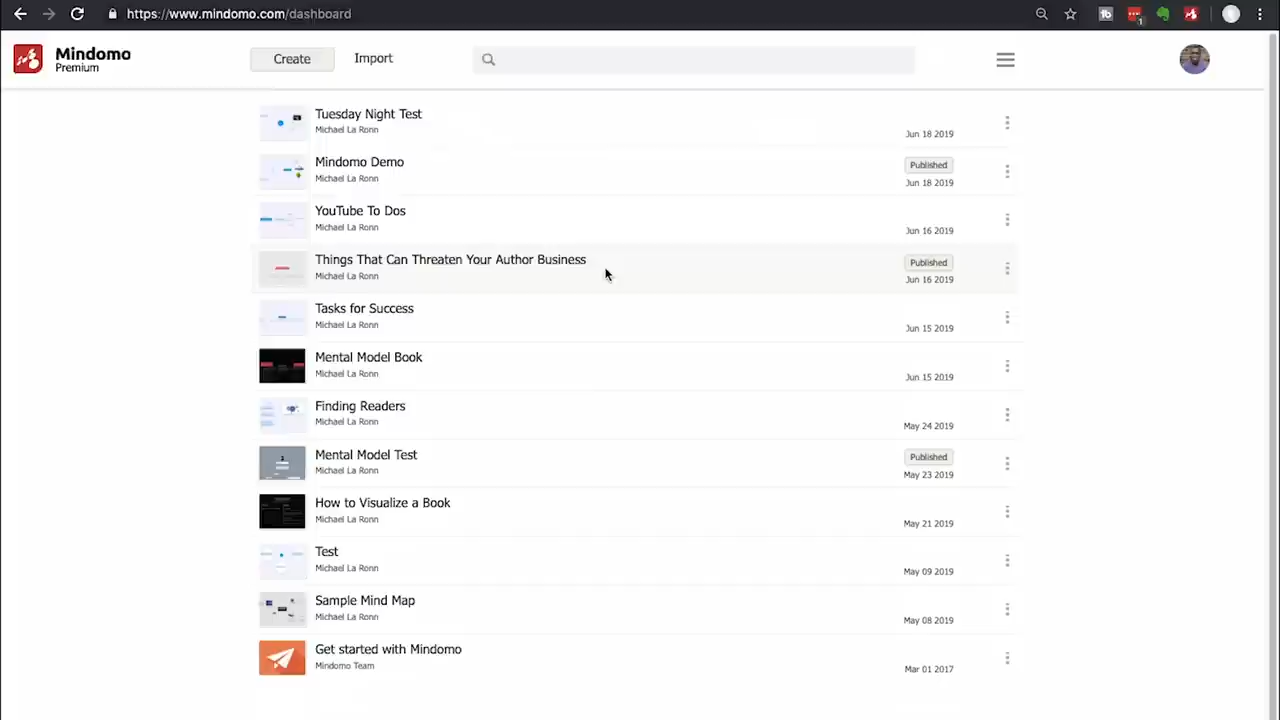 https://www.mindomo.com/dashboard
Mindomo
Premium
Create
Import
Tuesday Night Test
Michael La Ronn
Jun 18 2019
Mindomo Demo
Michael La Ronn
Published
Jun 18 2019
YouTube To Dos
Michael La Ronn
Jun 16 2019
Things That Can Threaten Your Author Business
Michael La Ronn
Published
Jun 16 2019
Tasks for Success
Michael La Ronn
Jun 15 2019
Mental Model Book
Michael La Ronn
Jun 15 2019
Finding Readers
Michael La Ronn
May 24 2019
Mental Model Test
Michael La Ronn
Published
May 23 2019
How to Visualize a Book
Michael La Ronn
May 21 2019
Test
Michael La Ronn
May 09 2019
Sample Mind Map
Michael La Ronn
May 08 2019
Get started with Mindomo
Mindomo Team
Mar 01 2017